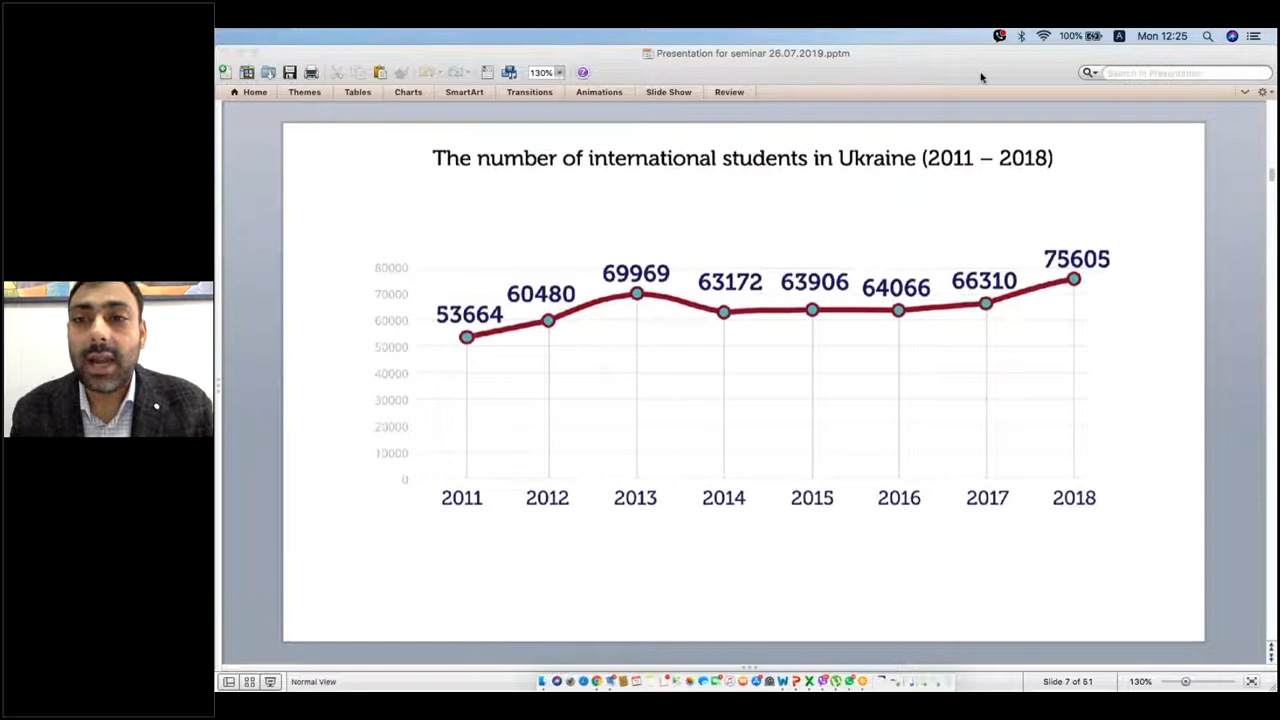 100%
A
Mon 12:25
Presentation for seminar 26.07.2019.pptm
130%
Search in Presentation
Home
Themes
Tables
Charts
SmartArt
Transitions
Animations
Slide Show
Review
The number of international students in Ukraine (2011 – 2018)
80000
70000
60000
50000
40000
30000
20000
10000
0
53664
60480
69969
63172
63906
64066
66310
75605
2011
2012
2013
2014
2015
2016
2017
2018
Normal View
Slide 7 of 51
130%